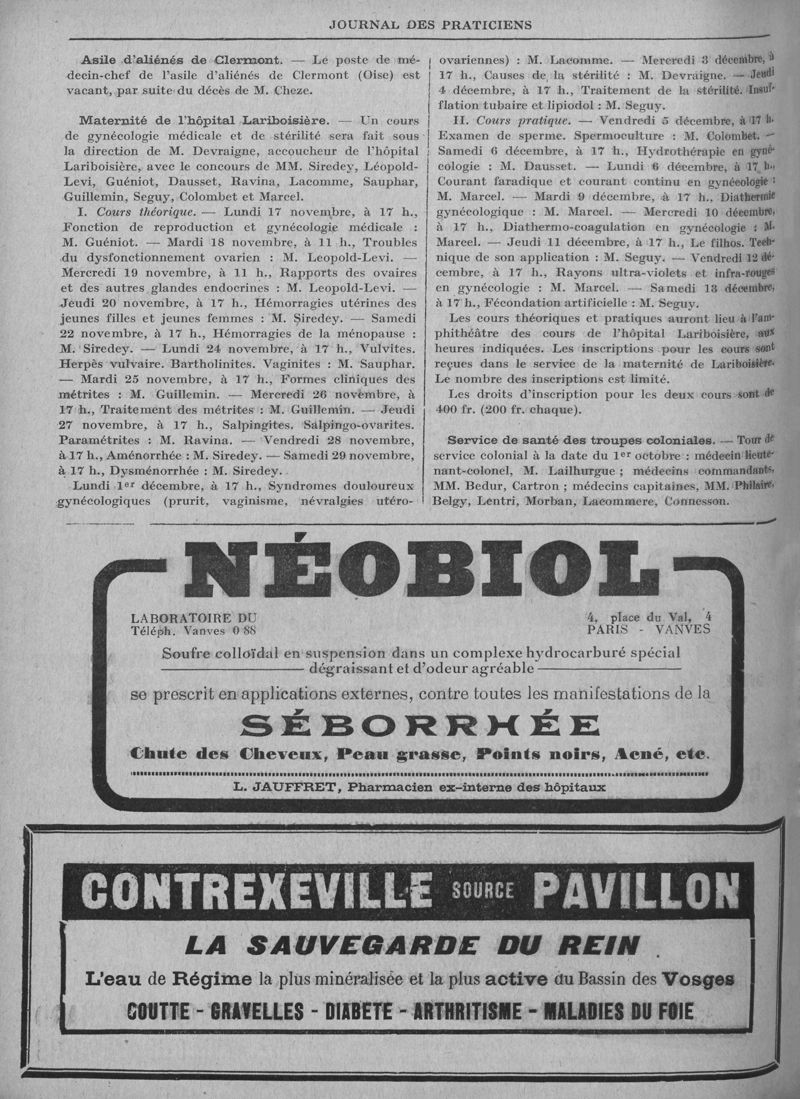 JOURNAL DES PRATICIENS
Asile d'aliénés de Clermont. — Le poste de mé-
decin-chef de l'asile d'aliénés de Clermont (Oise) est
vacant, par suite du décès de M. Cheze.
Maternité de l'hôpital Lariboisière. — Un cours
de gynécologie médicale et de stérilité sera fait sous
la direction de M. Devraigne, accoucheur de l'hôpital
Lariboisière, avec le concours de MM. Siredey, Léopold-
Levi, Guéniot, Dausset, Ravina, Lacomme, Sauphar,
Guillemin, Seguy, Colombet et Marcel.
I. Cours théorique. — Lundi 17 novembre, à 17 h.,
Fonction de reproduction et gynécologie médicale :
M. Guéniot. — Mardi 18 novembre, à 11 h., Troubles
du dysfonctionnement ovarien : M. Leopold-Levi. —
Mercredi 19 novembre, à 11 h., Rapports des ovaires
et des autres glandes endocrines : M. Leopold-Levi. —
Jeudi 20 novembre, à 17 h., Hémorragies utérines des
jeunes filles et jeunes femmes : M. Siredey. — Samedi
22 novembre, à 17 h., Hémorragies de la ménopause :
M. Siredey. — Lundi 24 novembre, à 17 h., Vulvites.
Herpès vulvaire. Bartholinites. Vaginites : M. Sauphar.
— Mardi 25 novembre, à 17 h., Formes cliniques des
métrites : M. Guillemin. — Mercredi 26 novembre, à
17 h., Traitement des métrites : M. Guillemin. — Jeudi
27 novembre, à 17 h., Salpingites. Salpingo-ovarites.
Paramétrites : M. Ravina. — Vendredi 28 novembre,
à 17 h., Aménorrhée : M. Siredey. — Samedi 29 novembre,
à 17 h., Dysménorrhée : M. Siredey.
Lundi 1er décembre, à 17 h., Syndromes douloureux
gynécologiques (prurit, vaginisme, névralgies utéro-
ovariennes) : M. Lacomme. — Mercredi 3 décembre, à
17 h., Causes de la stérilité : M. Devraigne. — Jeudi
4 décembre, à 17 h., Traitement de la stérilité. Insuf-
flation tubaire et lipiodol : M. Seguy.
II. Cours pratique. — Vendredi 5 décembre, à 17 h.
Examen de sperme. Spermoculture : M. Colombet. —
Samedi 6 décembre, à 17 h., Hydrothérapie en gyné-
cologie : M. Dausset. — Lundi 6 décembre, à 17 h.,
Courant faradique et courant continu en gynécologie :
M. Marcel. — Mardi 9 décembre, à 17 h., Diathermie
gynécologique : M. Marcel. — Mercredi 10 décembre,
à 17 h., Diathermo-coagulation en gynécologie : M.
Marcel. — Jeudi 11 décembre, à 17 h., Le filhos. Tech-
nique de son application : M. Seguy. — Vendredi 12 dé-
cembre, à 17 h., Rayons ultra-violets et infra-rouges
en gynécologie : M. Marcel. — Samedi 13 décembre,
à 17 h., Fécondation artificielle : M. Seguy.
Les cours théoriques et pratiques auront lieu à l'am-
phithéâtre des cours de l'hôpital Lariboisière, aux
heures indiquées. Les inscriptions pour les cours sont
reçues dans le service de la maternité de Lariboisière.
Le nombre des inscriptions est limité.
Les droits d'inscription pour les deux cours sont de
400 fr. (200 fr. chaque).
Service de santé des troupes coloniales. — Tour de
service colonial à la date du 1er octobre : médecin lieute-
nant-colonel, M. Lailhurgue ; médecins commandants,
MM. Bedur, Cartron ; médecins capitaines, MM. Philaire,
Belgy, Lentri, Morban, Lacommere, Connesson.
NÉOBIOL
LABORATOIRE DU 4, place du Val, 4
Téléph. Vanves 0 88 PARIS - VANVES
Soufre colloïdal en suspension dans un complexe hydrocarburé spécial
dégraissant et d'odeur agréable
se prescrit en applications externes, contre toutes les manifestations de la
SÉBORRHÉE
Chute des Cheveux, Peau grasse, Points noirs, Acné, etc.
L. JAUFFRET, Pharmacien ex-interne des hôpitaux
CONTREXEVILLE SOURCE PAVILLON
LA SAUVEGARDE DU REIN
L'eau de Régime la plus minéralisée et la plus active du Bassin des Vosges
GOUTTE - GRAVELLES - DIABETE - ARTHRITISME - MALADIES DU FOIE